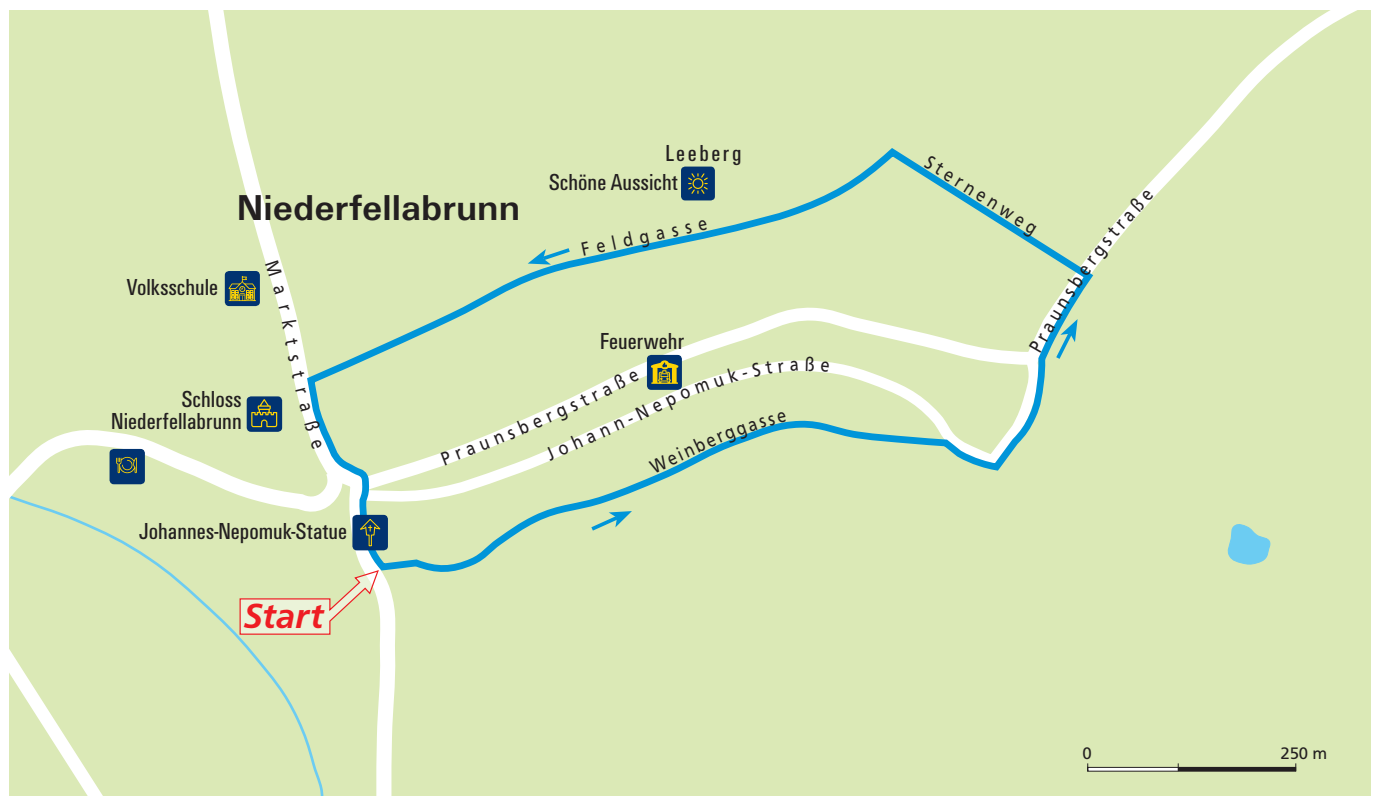 Leeberg
Schöne Aussicht
Sternenweg
Niederfellabrunn
Feldgasse
Praunsbergstraße
Volksschule
Marktstraße
Feuerwehr
Schloss
Niederfellabrunn
Praunsbergstraße
Johann-Nepomuk-Straße
Weinberggasse
Johannes-Nepomuk-Statue
Start
0 250 m